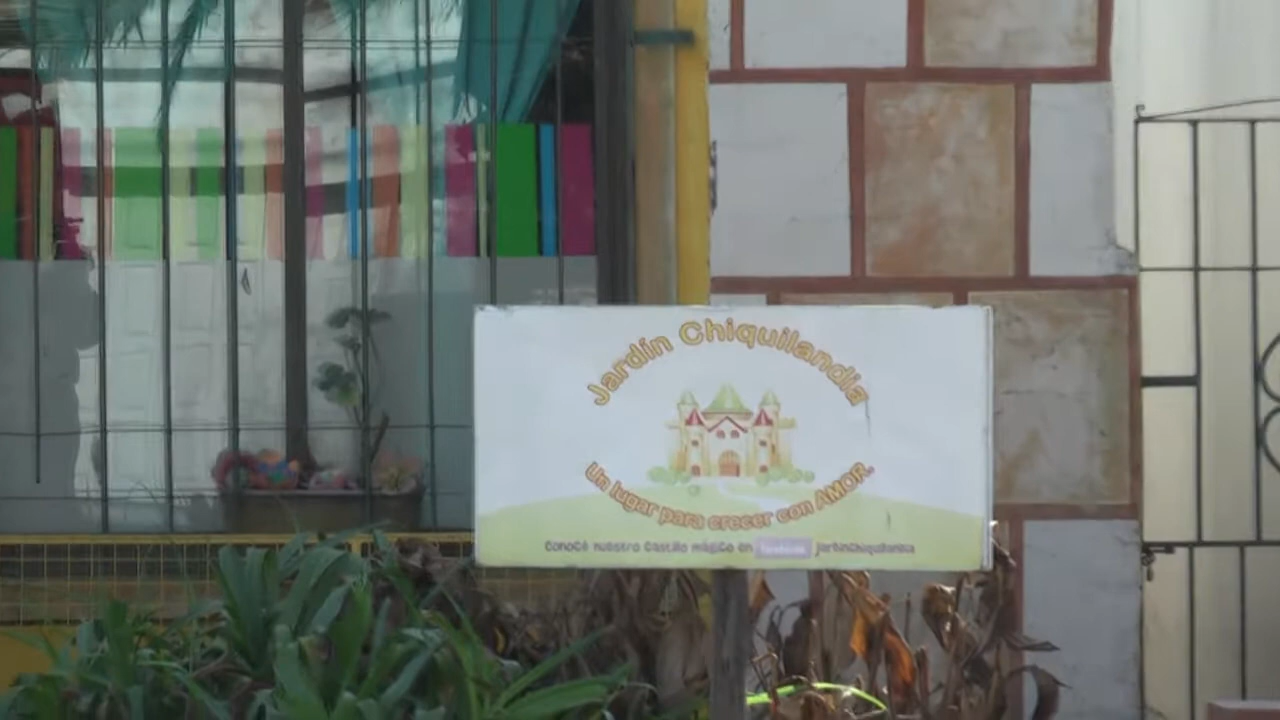 Jardín Chiquilandia
Un lugar para crecer con AMOR.
Conocé nuestro Castillo mágico en facebook jardinchiquilandia